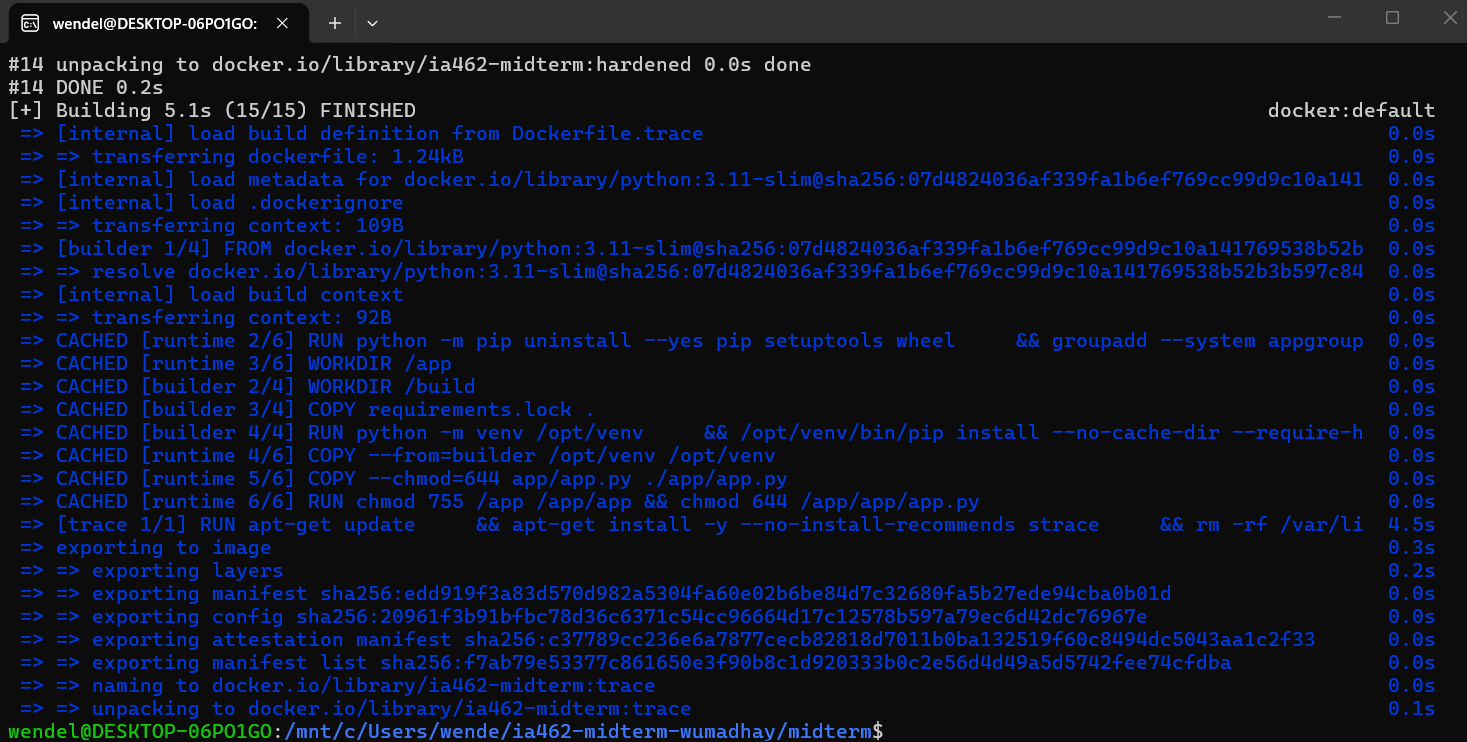 wendel@DESKTOP-06PO1GO:
#14 unpacking to docker.io/library/ia462-midterm:hardened 0.0s done
#14 DONE 0.2s
[+] Building 5.1s (15/15) FINISHED docker:default
=> [internal] load build definition from Dockerfile.trace 0.0s
=> => transferring dockerfile: 1.24kB 0.0s
=> [internal] load metadata for docker.io/library/python:3.11-slim@sha256:07d4824036af339fa1b6ef769cc99d9c10a141 0.0s
=> [internal] load .dockerignore 0.0s
=> => transferring context: 109B 0.0s
=> [builder 1/4] FROM docker.io/library/python:3.11-slim@sha256:07d4824036af339fa1b6ef769cc99d9c10a141769538b52b 0.0s
=> => resolve docker.io/library/python:3.11-slim@sha256:07d4824036af339fa1b6ef769cc99d9c10a141769538b52b3b597c84 0.0s
=> [internal] load build context 0.0s
=> => transferring context: 92B 0.0s
=> CACHED [runtime 2/6] RUN python -m pip uninstall --yes pip setuptools wheel     && groupadd --system appgroup 0.0s
=> CACHED [runtime 3/6] WORKDIR /app 0.0s
=> CACHED [builder 2/4] WORKDIR /build 0.0s
=> CACHED [builder 3/4] COPY requirements.lock . 0.0s
=> CACHED [builder 4/4] RUN python -m venv /opt/venv     && /opt/venv/bin/pip install --no-cache-dir --require-h 0.0s
=> CACHED [runtime 4/6] COPY --from=builder /opt/venv /opt/venv 0.0s
=> CACHED [runtime 5/6] COPY --chmod=644 app/app.py ./app/app.py 0.0s
=> CACHED [runtime 6/6] RUN chmod 755 /app /app/app && chmod 644 /app/app/app.py 0.0s
=> [trace 1/1] RUN apt-get update     && apt-get install -y --no-install-recommends strace     && rm -rf /var/li 4.5s
=> exporting to image 0.3s
=> => exporting layers 0.2s
=> => exporting manifest sha256:edd919f3a83d570d982a5304fa60e02b6be84d7c32680fa5b27ede94cba0b01d 0.0s
=> => exporting config sha256:20961f3b91bfbc78d36c6371c54cc96664d17c12578b597a79ec6d42dc76967e 0.0s
=> => exporting attestation manifest sha256:c37789cc236e6a7877cecb82818d7011b0ba132519f60c8494dc5043aa1c2f33 0.0s
=> => exporting manifest list sha256:f7ab79e53377c861650e3f90b8c1d920333b0c2e56d4d49a5d5742fee74cfdba 0.0s
=> => naming to docker.io/library/ia462-midterm:trace 0.0s
=> => unpacking to docker.io/library/ia462-midterm:trace 0.1s
wendel@DESKTOP-06PO1GO:/mnt/c/Users/wende/ia462-midterm-wumadhay/midterm$